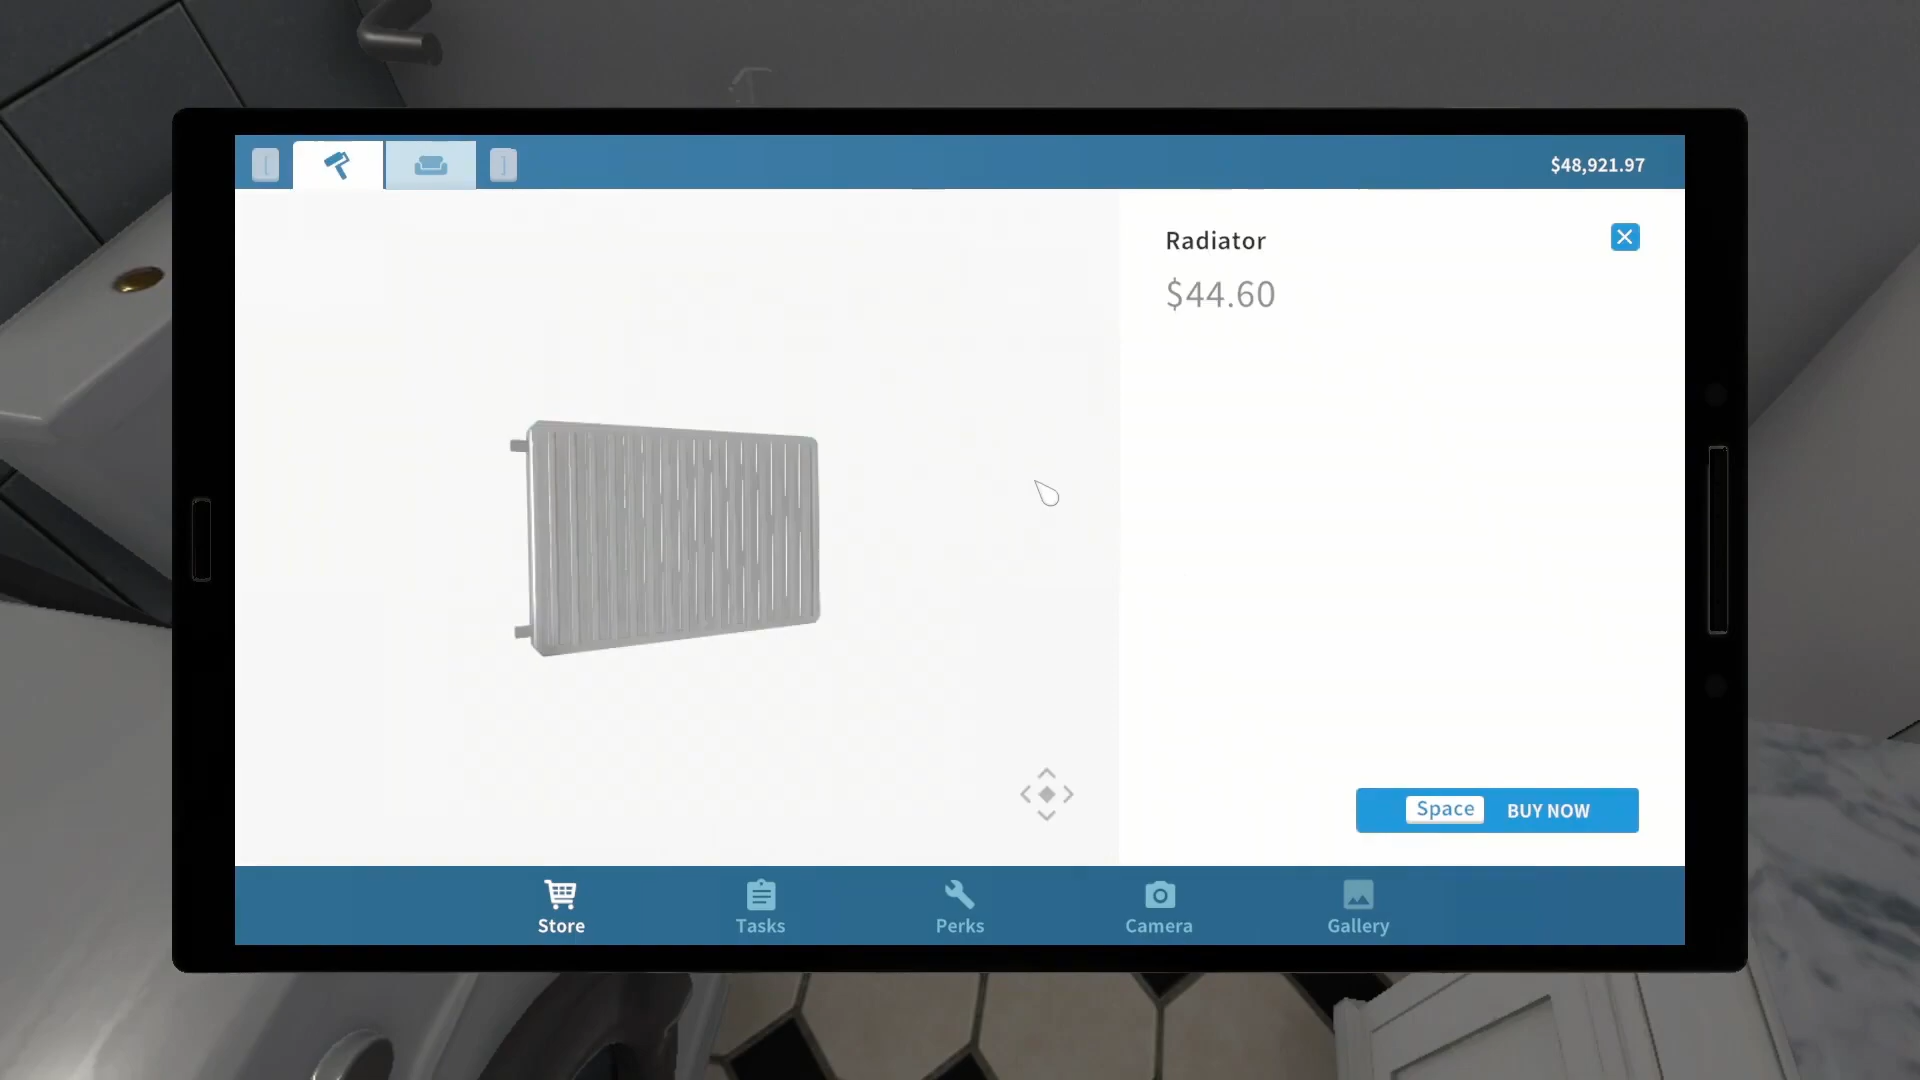 [
]
$48,921.97
Radiator
$44.60
Space BUY NOW
Store
Tasks
Perks
Camera
Gallery